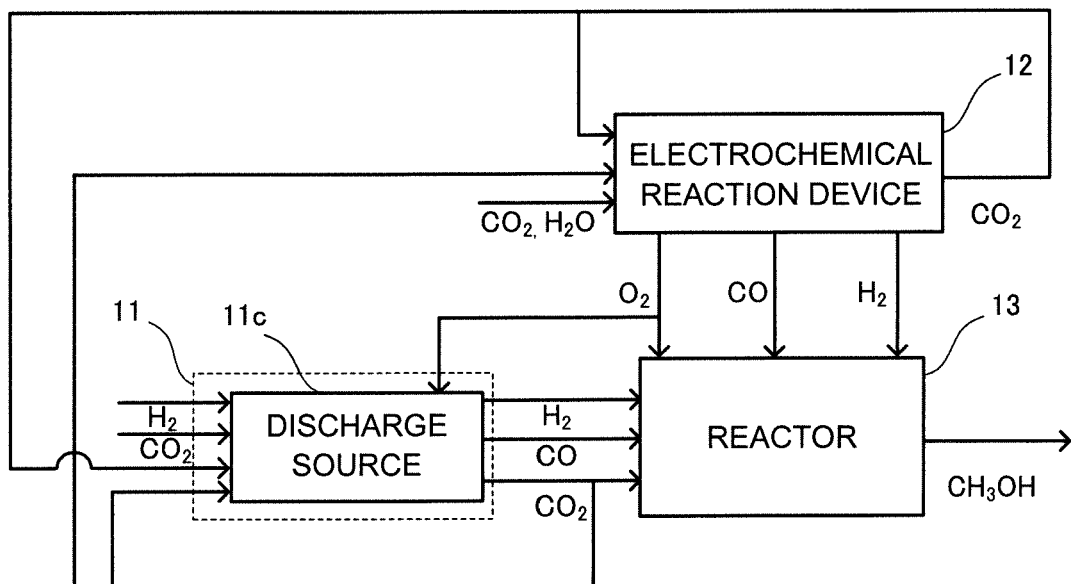 12
ELECTROCHEMICAL
REACTION DEVICE
CO₂, H₂O
CO₂
O₂
CO
H₂
11
11c
13
H₂
CO₂
DISCHARGE
SOURCE
H₂
CO
CO₂
REACTOR
CH₃OH